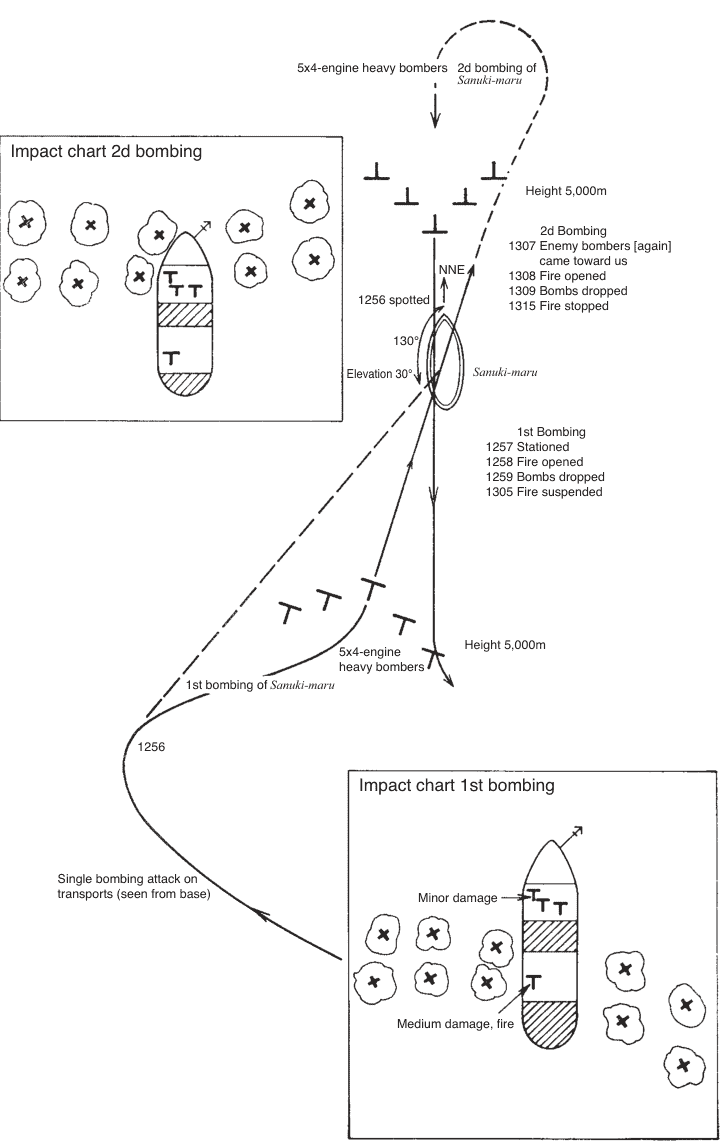 5x4-engine heavy bombers
2d bombing of
Sanuki-maru
Impact chart 2d bombing
Height 5,000m
2d Bombing
1307 Enemy bombers [again]
came toward us
1308 Fire opened
1309 Bombs dropped
1315 Fire stopped
NNE
1256 spotted
130°
Elevation 30°
Sanuki-maru
1st Bombing
1257 Stationed
1258 Fire opened
1259 Bombs dropped
1305 Fire suspended
Height 5,000m
5x4-engine
heavy bombers
1st bombing of Sanuki-maru
1256
Single bombing attack on
transports (seen from base)
Impact chart 1st bombing
Minor damage
Medium damage, fire